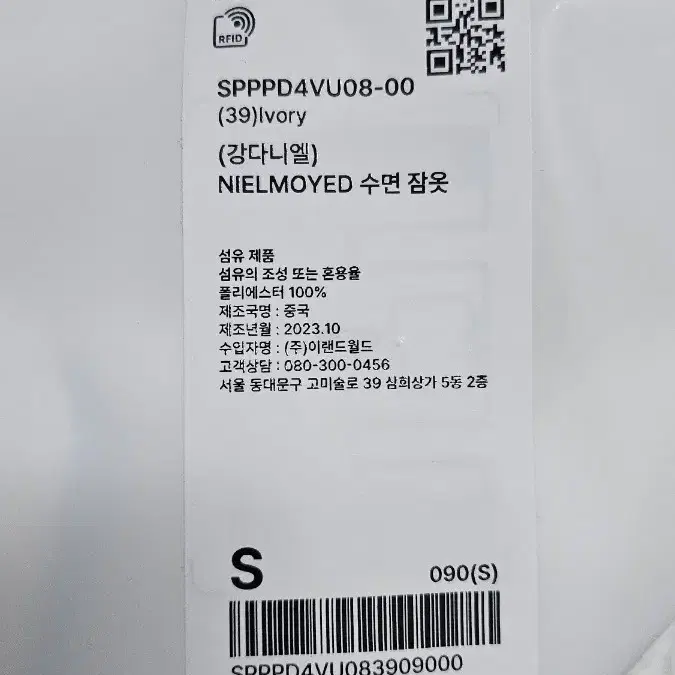 RFID
SPPPD4VU08-00
(39)Ivory
(강다니엘)
NIELMOYED 수면 잠옷
섬유 제품
섬유의 조성 또는 혼용율
폴리에스터 100%
제조국명 : 중국
제조년월 : 2023.10
수입자명 : (주)이랜드월드
고객상담 : 080-300-0456
서울 동대문구 고미술로 39 삼희상가 5동 2층
S
090(S)
SPPPD4VU083909000